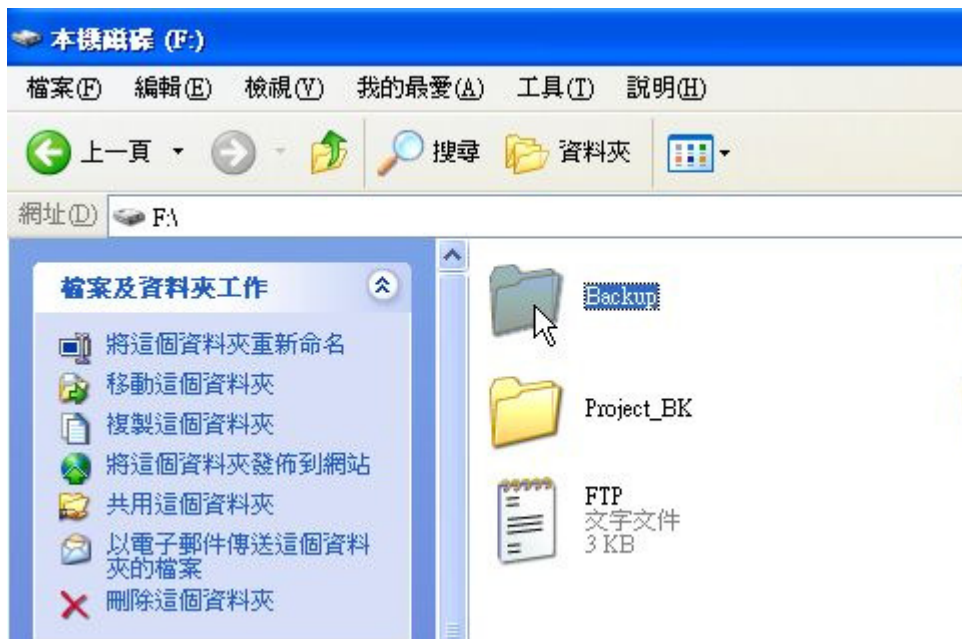 本機磁碟 (F:)
檔案(F) 編輯(E) 檢視(V) 我的最愛(A) 工具(T) 說明(H)
上一頁 搜尋 資料夾
網址(D) F:\
檔案及資料夾工作
將這個資料夾重新命名
移動這個資料夾
複製這個資料夾
將這個資料夾發佈到網站
共用這個資料夾
以電子郵件傳送這個資料
夾的檔案
刪除這個資料夾
Backup
Project_BK
FTP
文字文件
3 KB